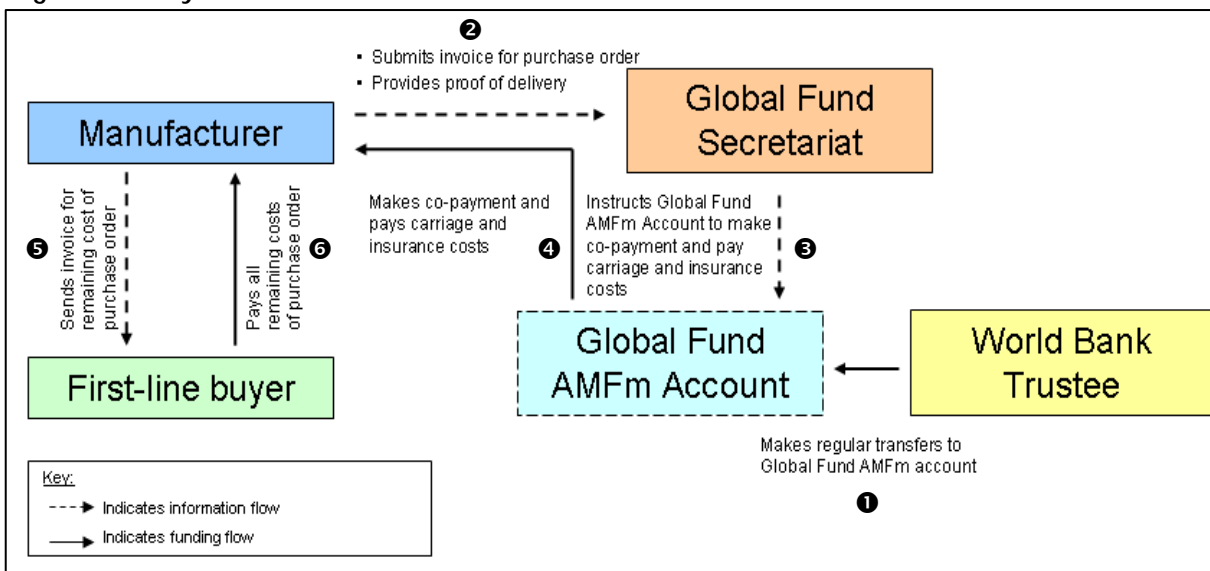 ❷
▪ Submits invoice for purchase order
▪ Provides proof of delivery
Global Fund
Secretariat
Manufacturer
Makes co-payment and
pays carriage and
insurance costs
❹
Instructs Global Fund
AMFm Account to make
co-payment and pay
carriage and insurance
costs
❸
❺
Sends invoice for
remaining cost of
purchase order
Pays all
remaining costs
of purchase order
❻
First-line buyer
Global Fund
AMFm Account
World Bank
Trustee
Makes regular transfers to
Global Fund AMFm account
❶
Key:
Indicates information flow
Indicates funding flow